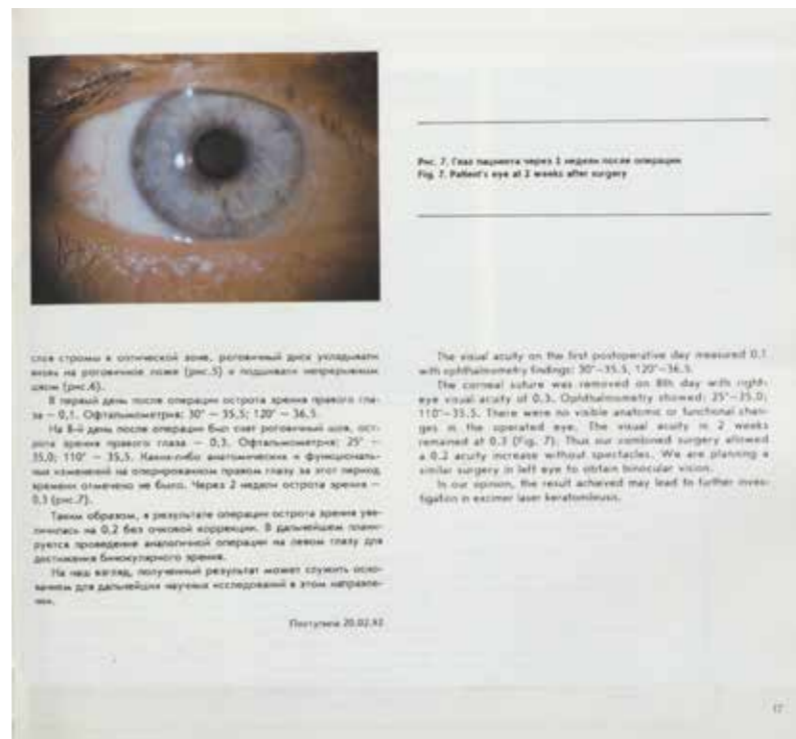 Рис. 7. Глаз пациента через 2 недели после операции
Fig. 7. Patient's eye at 2 weeks after surgery
слоя стромы в оптической зоне, роговичный диск укладывали
вновь на роговичное ложе (рис.5) и подшивали непрерывным
швом (рис.6).
В первый день после операции острота зрения правого гла-
за – 0,1. Офтальмометрия: 30° – 35,5; 120° – 36,5.
На 8-й день после операции был снят роговичный шов, ост-
рота зрения правого глаза – 0,3. Офтальмометрия: 25° –
35,0; 110° – 35,5. Каких-либо анатомических и функциональ-
ных изменений на оперированном правом глазу за этот период
времени отмечено не было. Через 2 недели острота зрения –
0,3 (рис.7).
Таким образом, в результате операции острота зрения уве-
личилась на 0,2 без очковой коррекции. В дальнейшем плани-
руется проведение аналогичной операции на левом глазу для
достижения бинокулярного зрения.
На наш взгляд, полученный результат может служить осно-
ванием для дальнейших научных исследований в этом направле-
нии.
Поступила 20.02.92
The visual acuity on the first postoperative day measured 0.1
with ophthalmometry findings: 30°–35.5, 120°–36.5.
The corneal suture was removed on 8th day with right-
eye visual acuity of 0.3. Ophthalmometry showed: 25°–35.0;
110°–35.5. There were no visible anatomic or functional chan-
ges in the operated eye. The visual acuity in 2 weeks
remained at 0.3 (Fig. 7). Thus our combined surgery allowed
a 0.2 acuity increase without spectacles. We are planning a
similar surgery in left eye to obtain binocular vision.
In our opinion, the result achieved may lead to further inves-
tigation in excimer laser keratomileusis.
17